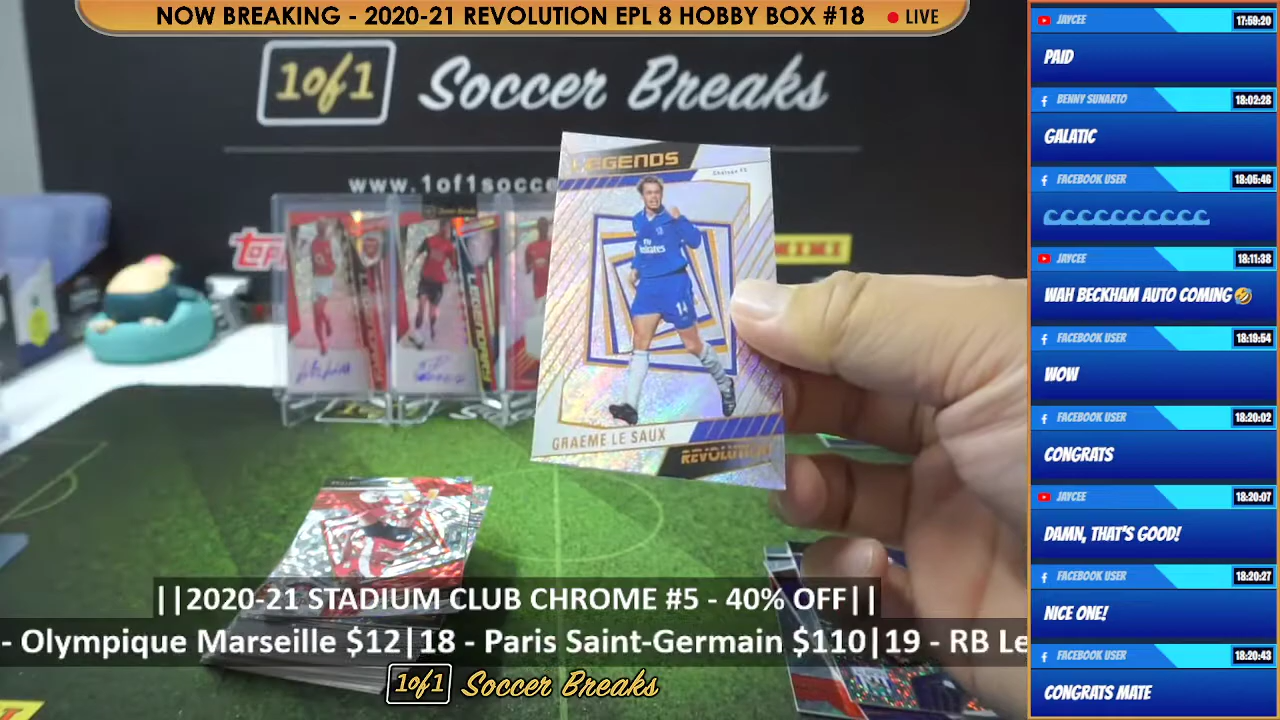 NOW BREAKING - 2020-21 REVOLUTION EPL 8 HOBBY BOX #18 LIVE
1of1 Soccer Breaks
www.1of1socce
LEGENDS
Chelsea FC
Fly
Emirates
14
GRAEME LE SAUX
REVOLUTION
||2020-21 STADIUM CLUB CHROME #5 - 40% OFF||
- Olympique Marseille $12|18 - Paris Saint-Germain $110|19 - RB Le
1of1 Soccer Breaks
JAYCEE 17:59:20
PAID
BENNY SUNARTO 18:02:28
GALATIC
FACEBOOK USER 18:05:46
JAYCEE 18:11:38
WAH BECKHAM AUTO COMING🤣
FACEBOOK USER 18:19:54
WOW
FACEBOOK USER 18:20:02
CONGRATS
JAYCEE 18:20:07
DAMN, THAT'S GOOD!
FACEBOOK USER 18:20:27
NICE ONE!
FACEBOOK USER 18:20:43
CONGRATS MATE